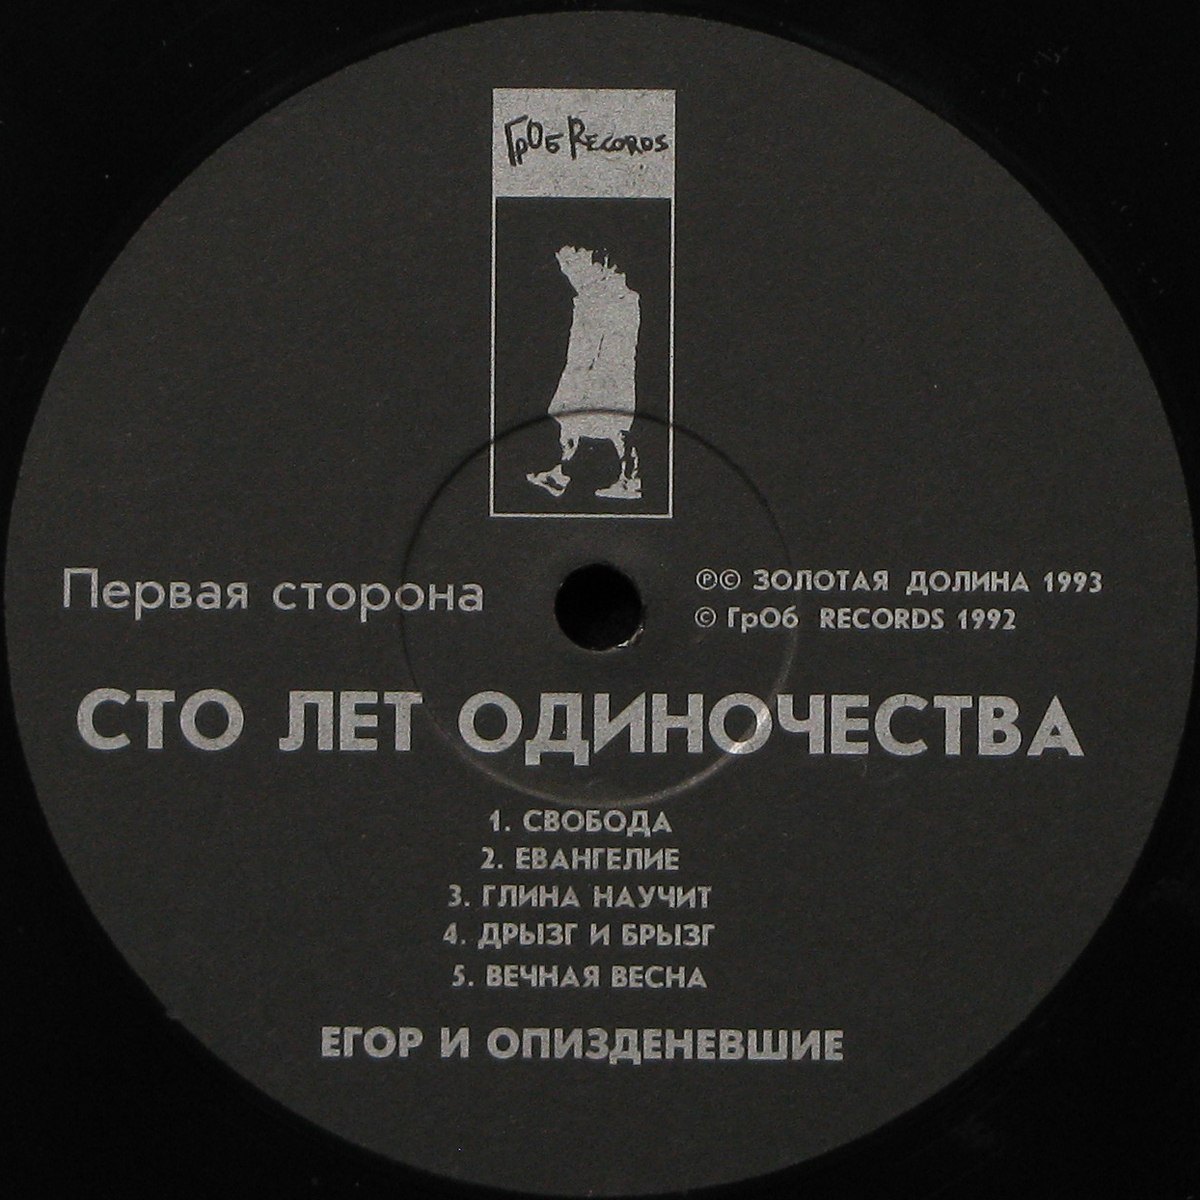 ГрОб Records
Первая сторона
ⓅⒸ ЗОЛОТАЯ ДОЛИНА 1993
© ГрОб RECORDS 1992
СТО ЛЕТ ОДИНОЧЕСТВА
1. СВОБОДА
2. ЕВАНГЕЛИЕ
3. ГЛИНА НАУЧИТ
4. ДРЫЗГ И БРЫЗГ
5. ВЕЧНАЯ ВЕСНА
ЕГОР И ОПИЗДЕНЕВШИЕ